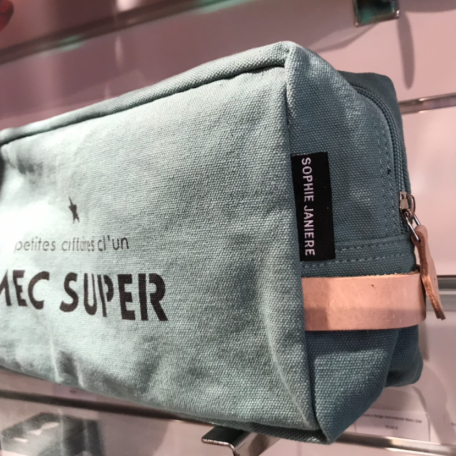 petites affaires d'un
MEC SUPER
SOPHIE JANIERE